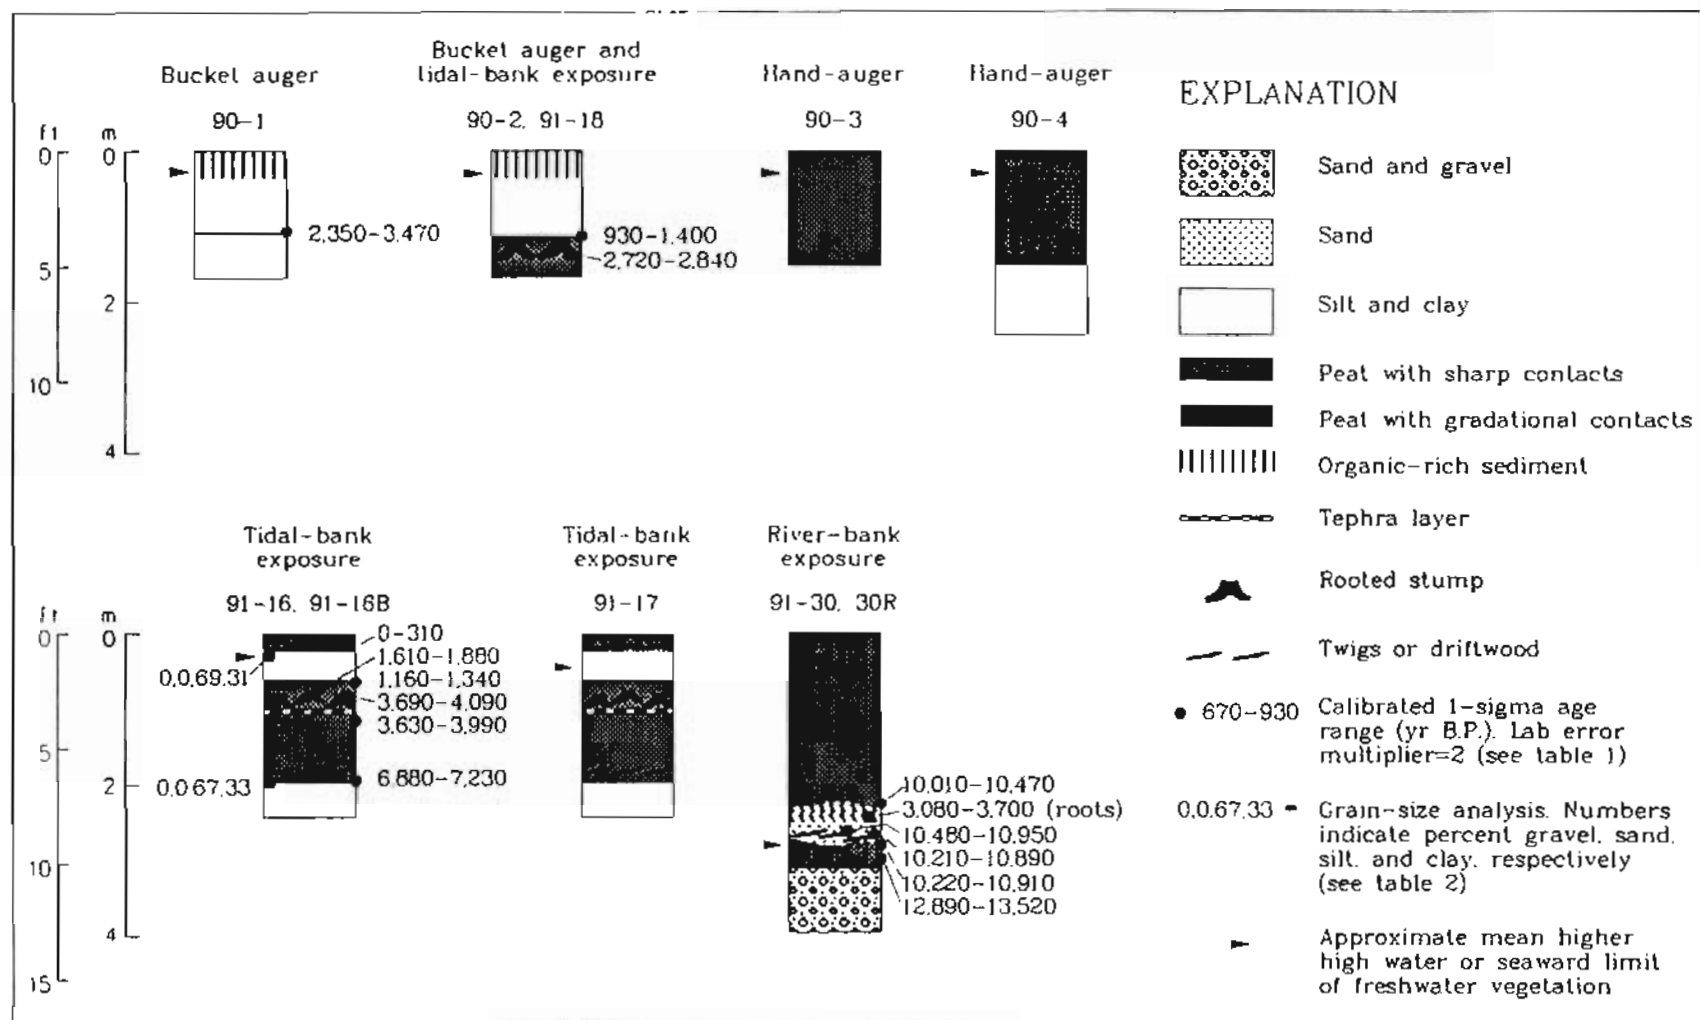 Bucket auger
90-1
Bucket auger and
tidal-bank exposure
90-2, 91-18
Hand-auger
90-3
Hand-auger
90-4
ft
m
0
5
10
0
2
4
2,350-3,470
930-1,400
2,720-2,840
Tidal-bank
exposure
91-16, 91-16B
Tidal-bank
exposure
91-17
River-bank
exposure
91-30, 30R
ft
m
0
5
10
15
0
2
4
0-310
1,610-1,880
1,160-1,340
3,690-4,090
3,630-3,990
6,880-7,230
0,0,69,31
0,0,67,33
10,010-10,470
3,080-3,700 (roots)
10,480-10,950
10,210-10,890
10,220-10,910
12,890-13,520
EXPLANATION
Sand and gravel
Sand
Silt and clay
Peat with sharp contacts
Peat with gradational contacts
Organic-rich sediment
Tephra layer
Rooted stump
Twigs or driftwood
670-930
Calibrated 1-sigma age
range (yr B.P.). Lab error
multiplier=2 (see table 1)
0,0,67,33
Grain-size analysis. Numbers
indicate percent gravel, sand,
silt, and clay, respectively
(see table 2)
Approximate mean higher
high water or seaward limit
of freshwater vegetation